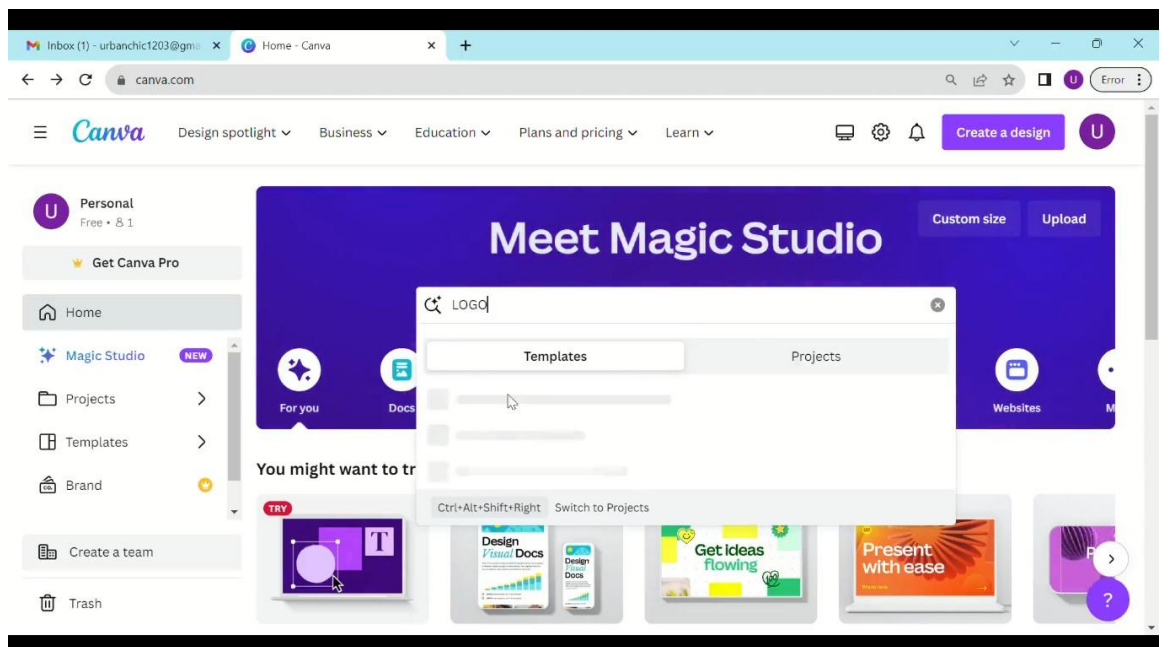 Inbox (1) - urbanchic1203@gma
Home - Canva
canva.com
U
Error
Canva
Design spotlight
Business
Education
Plans and pricing
Learn
Create a design
U
U
Personal
Free • 1
Get Canva Pro
Home
Magic Studio
NEW
Projects
Templates
Brand
Create a team
Trash
Custom size
Upload
Meet Magic Studio
LOGO
Templates
Projects
For you
Docs
Websites
M
Ctrl+Alt+Shift+Right
Switch to Projects
You might want to tr
TRY
T
Design
Visual Docs
Design
Visual
Docs
Get ideas
flowing
Present
with ease
P
?